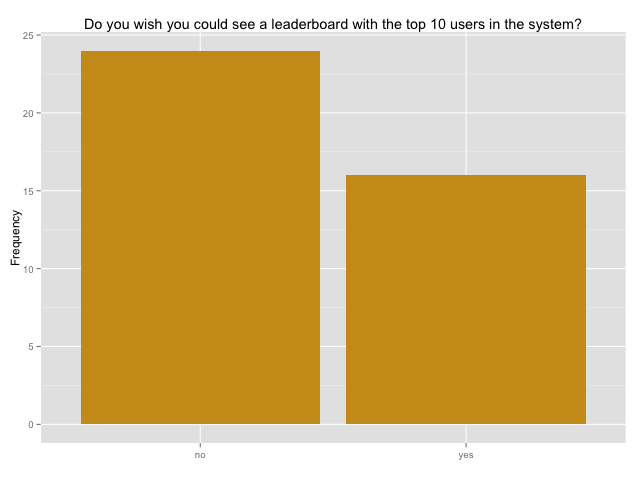 Do you wish you could see a leaderboard with the top 10 users in the system?
25
20
15
10
5
0
Frequency
no yes